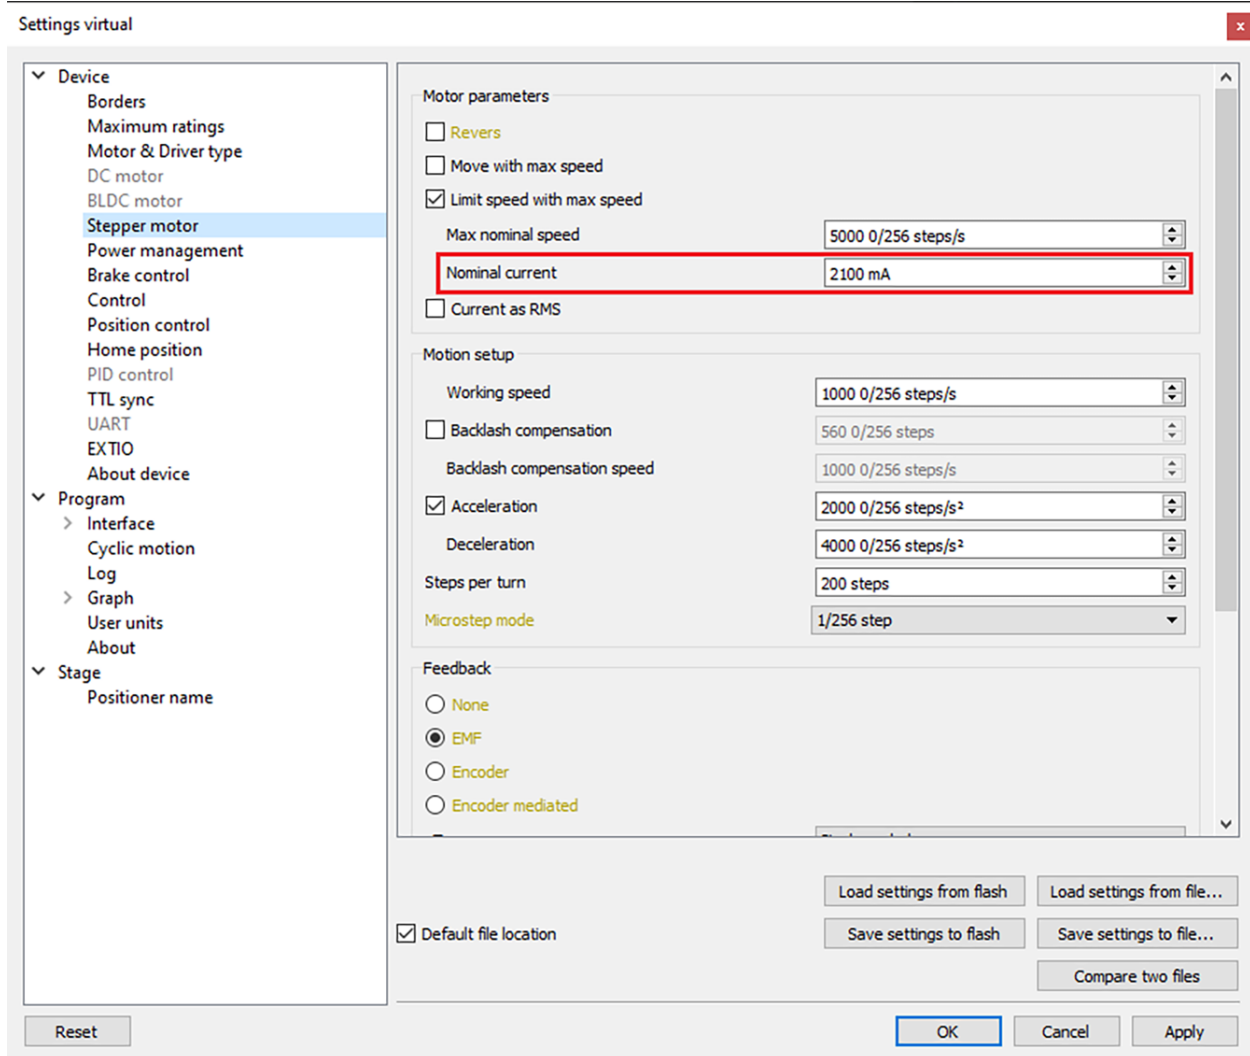 Settings virtual
x
Device
Borders
Maximum ratings
Motor & Driver type
DC motor
BLDC motor
Stepper motor
Power management
Brake control
Control
Position control
Home position
PID control
TTL sync
UART
EXTIO
About device
Program
Interface
Cyclic motion
Log
Graph
User units
About
Stage
Positioner name
Motor parameters
Revers
Move with max speed
Limit speed with max speed
Max nominal speed 5000 0/256 steps/s
Nominal current 2100 mA
Current as RMS
Motion setup
Working speed 1000 0/256 steps/s
Backlash compensation 560 0/256 steps
Backlash compensation speed 1000 0/256 steps/s
Acceleration 2000 0/256 steps/s²
Deceleration 4000 0/256 steps/s²
Steps per turn 200 steps
Microstep mode 1/256 step
Feedback
None
EMF
Encoder
Encoder mediated
Load settings from flash Load settings from file...
Default file location Save settings to flash Save settings to file...
Compare two files
Reset OK Cancel Apply